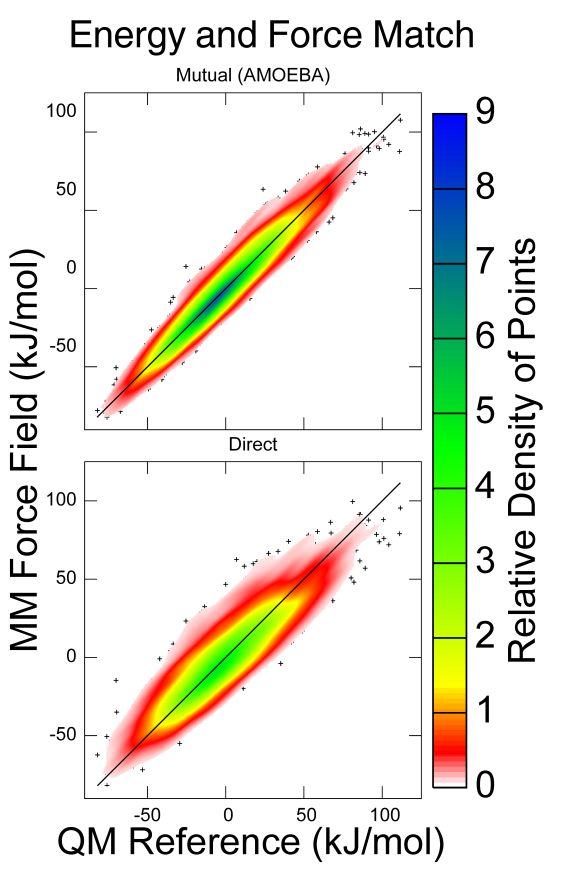 Energy and Force Match
Mutual (AMOEBA)
100
50
0
-50
Direct
100
50
0
-50
-50 0 50 100
QM Reference (kJ/mol)
MM Force Field (kJ/mol)
9
8
7
6
5
4
3
2
1
0
Relative Density of Points